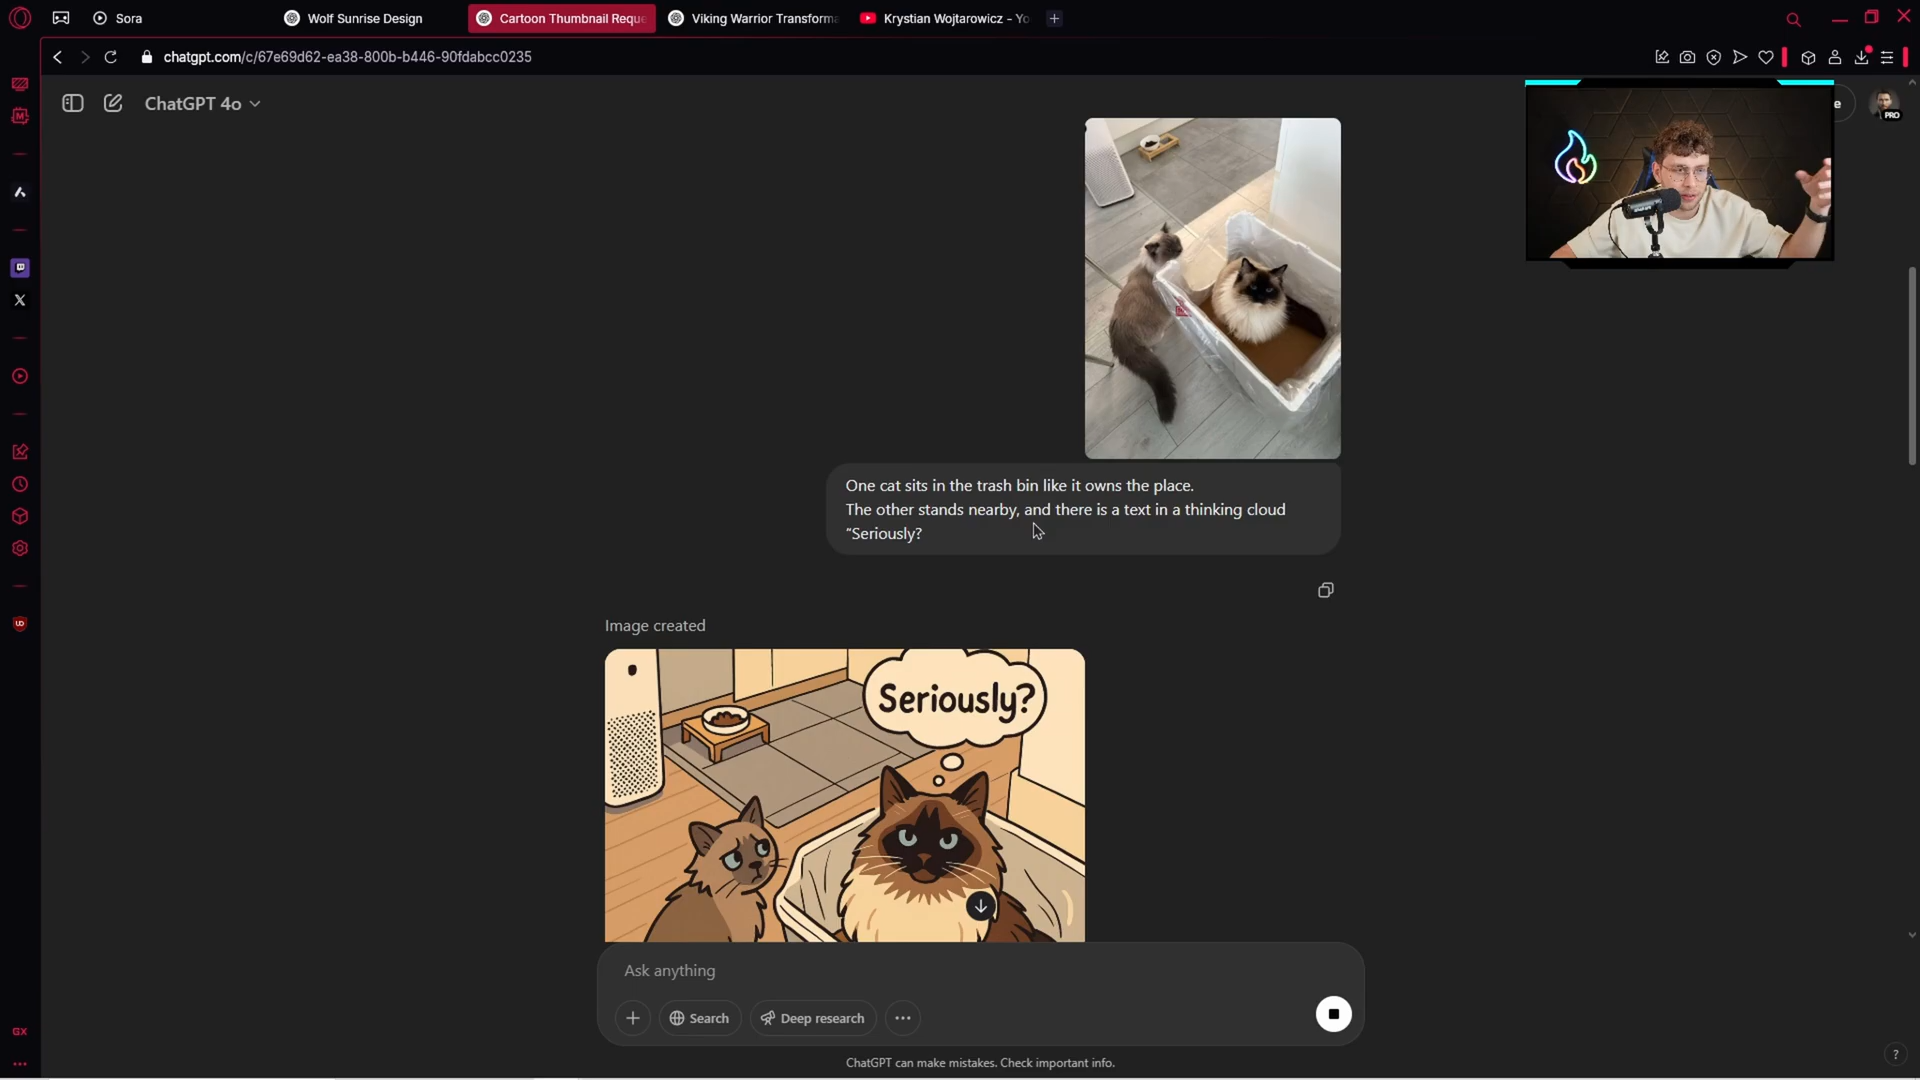 Sora
Wolf Sunrise Design
Cartoon Thumbnail Reque
Viking Warrior Transforma
Krystian Wojtarowicz - Yo
chatgpt.com/c/67e69d62-ea38-800b-b446-90fdabcc0235
ChatGPT 4o
e
PRO
One cat sits in the trash bin like it owns the place.
The other stands nearby, and there is a text in a thinking cloud
“Seriously?
Image created
Seriously?
Ask anything
Search
Deep research
GX
ChatGPT can make mistakes. Check important info.
?